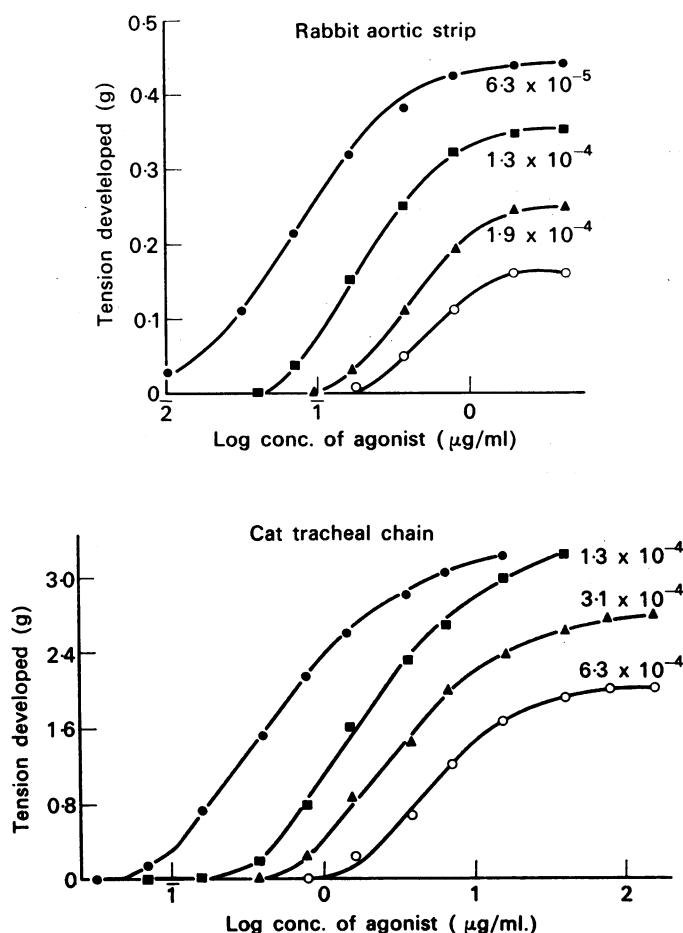 Rabbit aortic strip
0·5
0·4
0·3
0·2
0·1
0
Tension develeloped (g)
6·3 x 10⁻⁵
1·3 x 10⁻⁴
1·9 x 10⁻⁴
2̅ 1̅ 0
Log conc. of agonist (μg/ml)
Cat tracheal chain
3·0
2·4
1·6
0·8
0
Tension developed (g)
1·3 x 10⁻⁴
3·1 x 10⁻⁴
6·3 x 10⁻⁴
1̅ 0 1 2
Log conc. of agonist (μg/ml.)